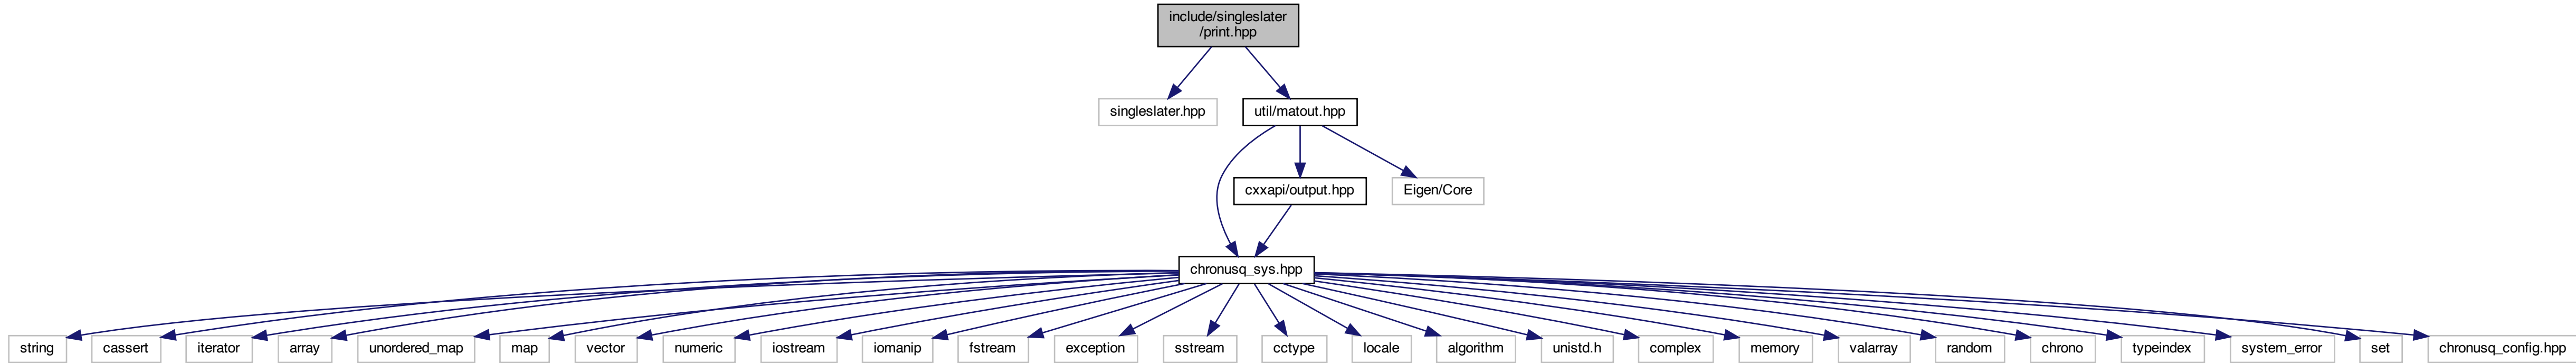 include/singleslater
/print.hpp
singleslater.hpp
util/matout.hpp
cxxapi/output.hpp
Eigen/Core
chronusq_sys.hpp
string
cassert
iterator
array
unordered_map
map
vector
numeric
iostream
iomanip
fstream
exception
sstream
cctype
locale
algorithm
unistd.h
complex
memory
valarray
random
chrono
typeindex
system_error
set
chronusq_config.hpp